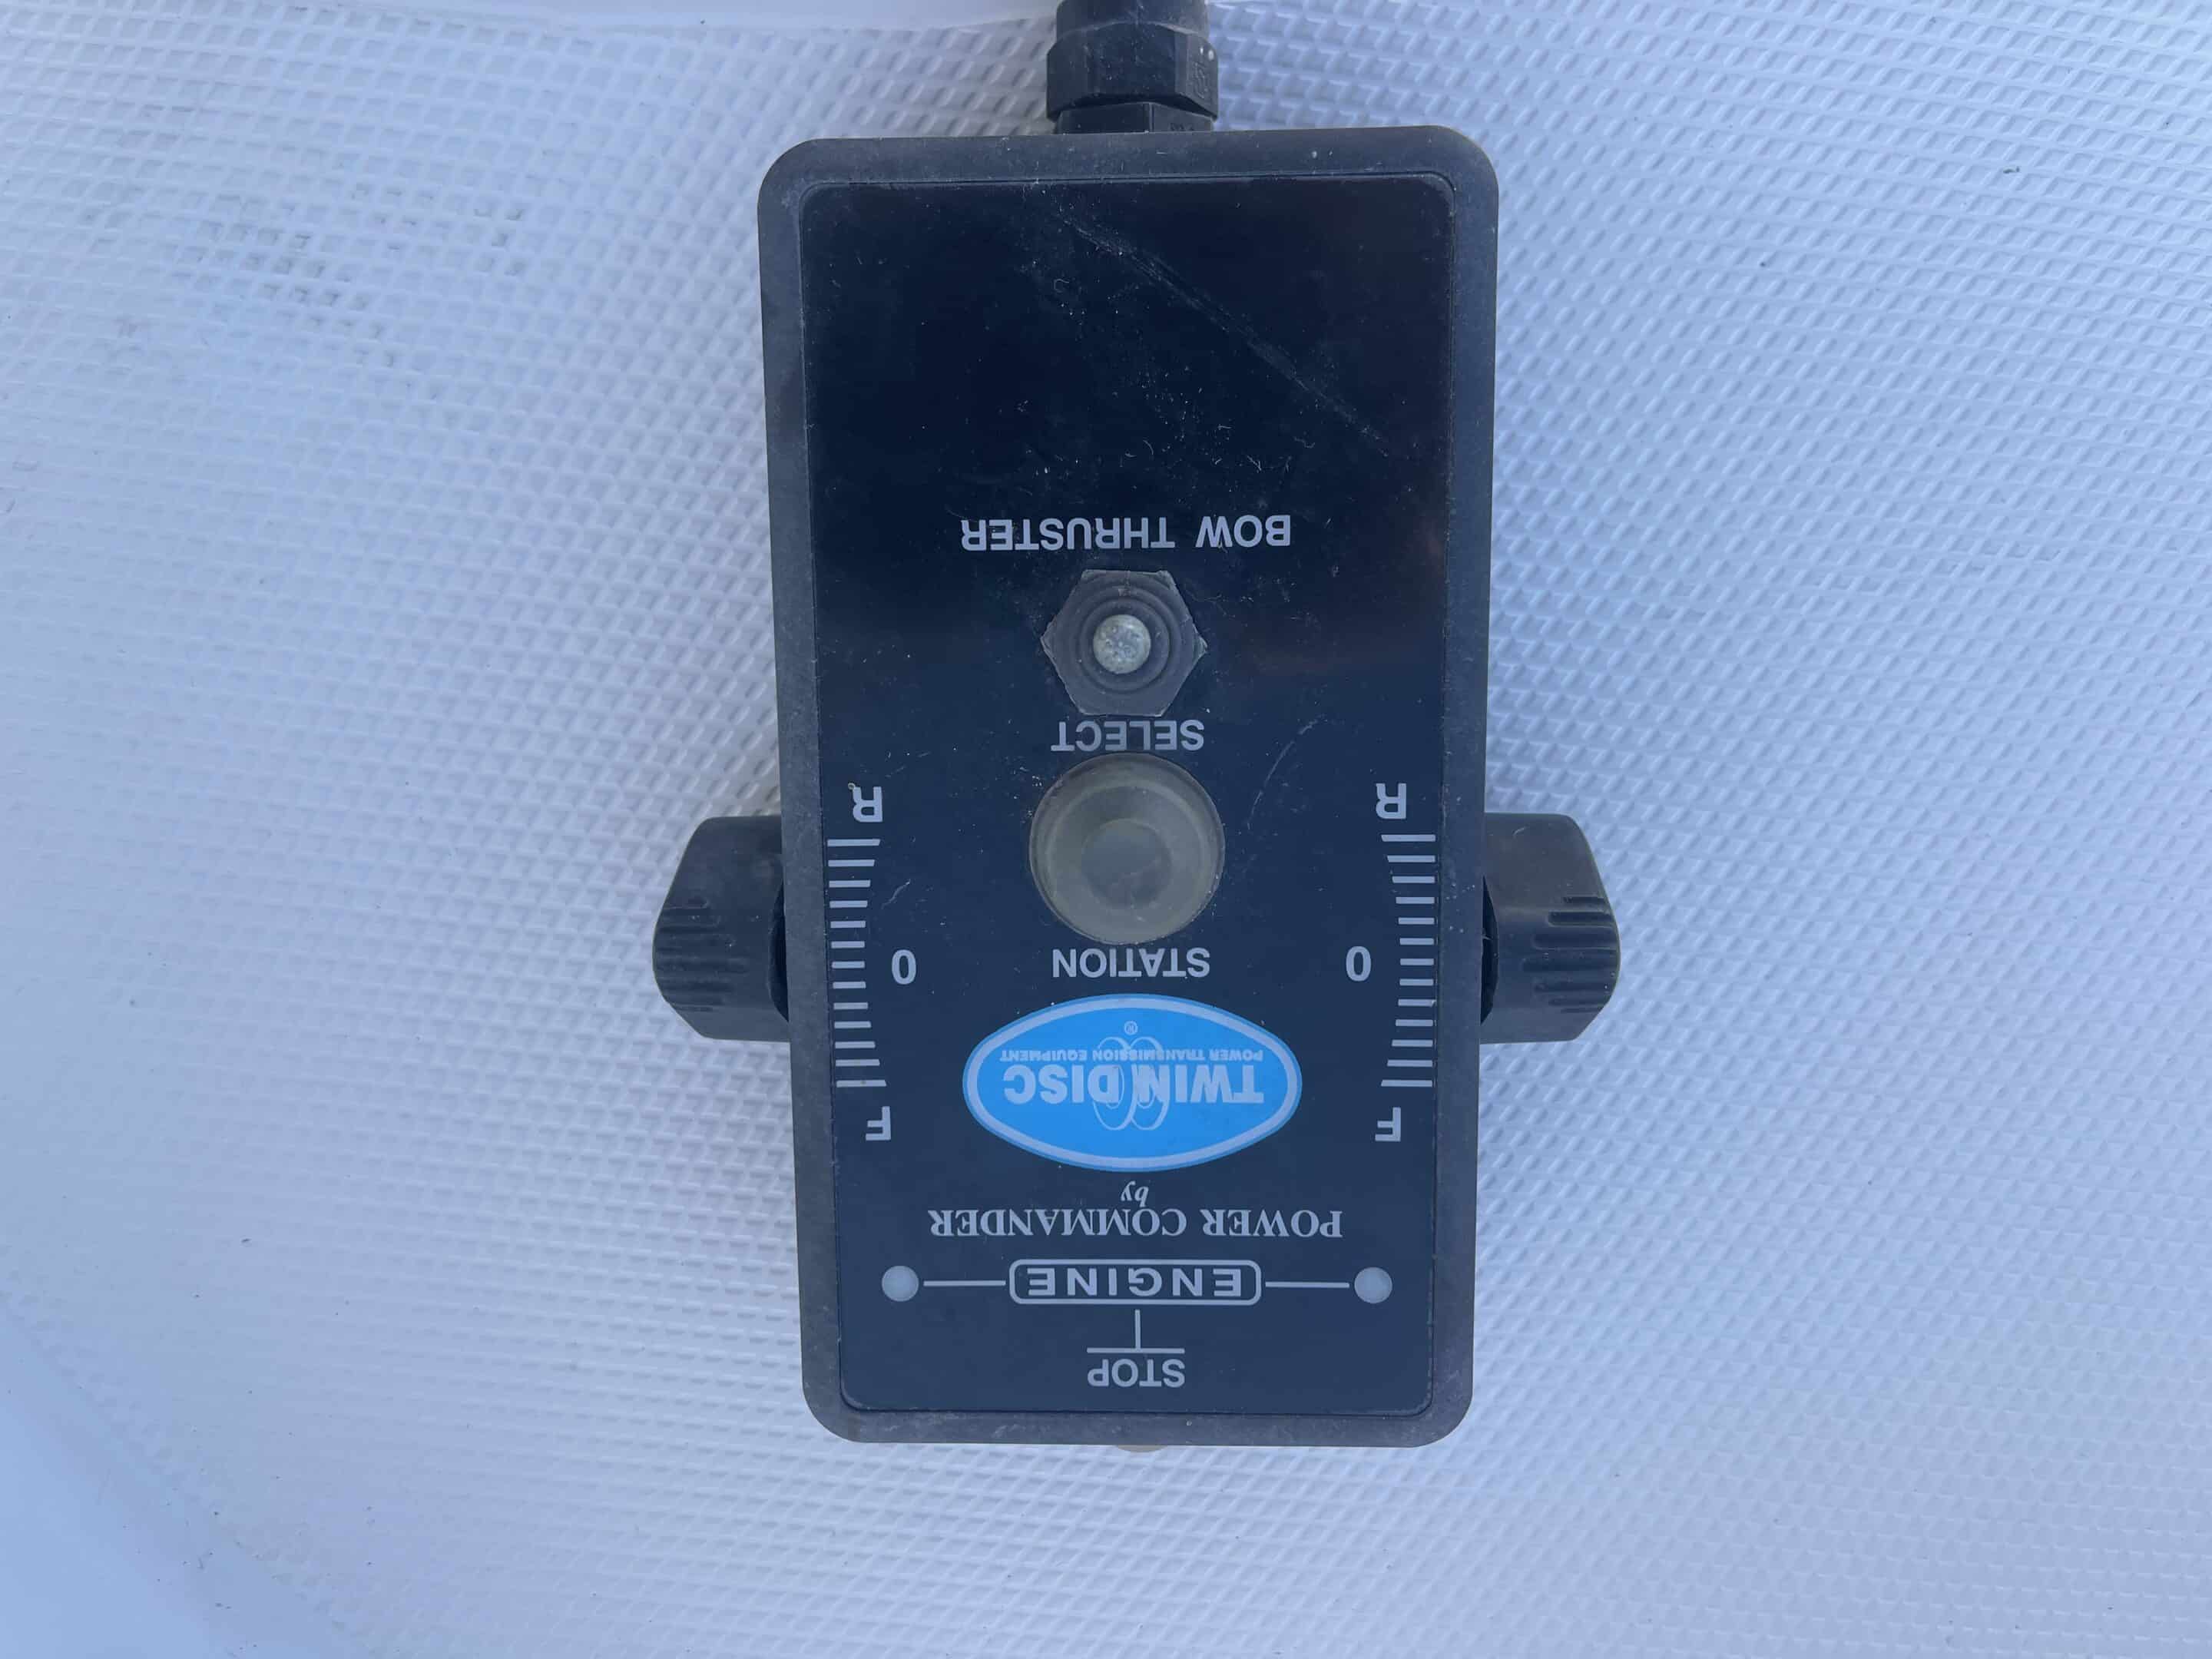 STOP
ENGINE
POWER COMMANDER
by
F F
TWIN DISC
POWER TRANSMISSION EQUIPMENT
®
STATION
0 0
R R
SELECT
BOW THRUSTER